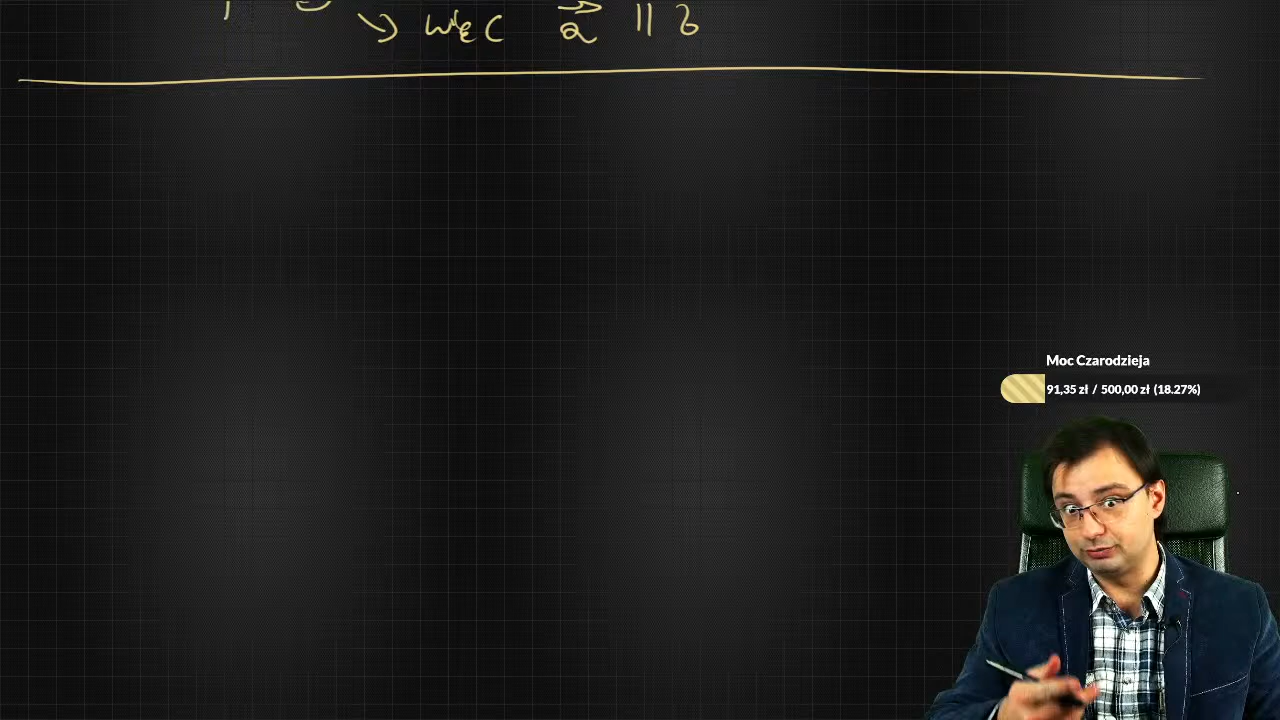 więc a⃗ || b
Moc Czarodzieja
91,35 zł / 500,00 zł (18.27%)